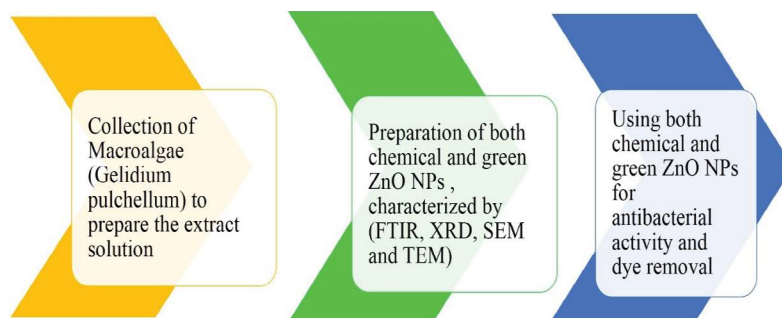 Collection of
Macroalgae
(Gelidium
pulchellum) to
prepare the extract
solution
Preparation of both
chemical and green
ZnO NPs ,
characterized by
(FTIR, XRD, SEM
and TEM)
Using both
chemical and
green ZnO NPs
for
antibacterial
activity and
dye removal